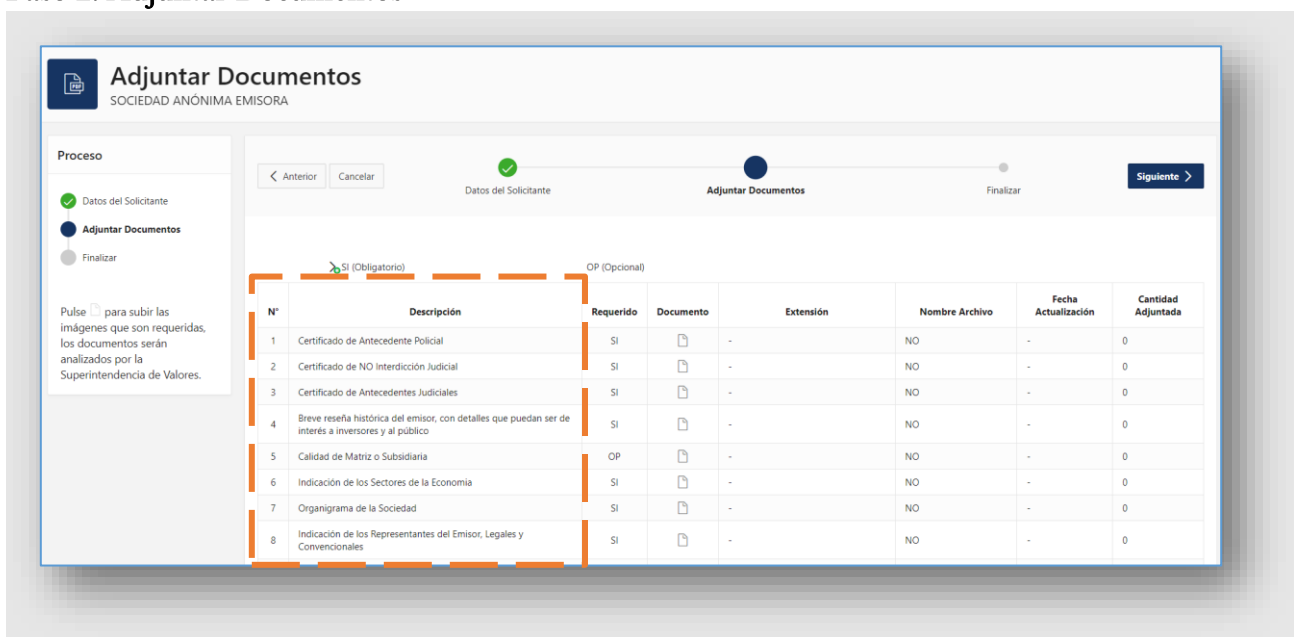 Adjuntar Documentos
SOCIEDAD ANÓNIMA EMISORA
Proceso
Datos del Solicitante
Adjuntar Documentos
Finalizar
Pulse para subir las
imágenes que son requeridas,
los documentos serán
analizados por la
Superintendencia de Valores.
Anterior Cancelar
Datos del Solicitante Adjuntar Documentos Finalizar
Siguiente
SI (Obligatorio) OP (Opcional)
N° Descripción Requerido Documento Extensión Nombre Archivo Fecha Actualización Cantidad Adjuntada
1 Certificado de Antecedente Policial SI - NO - 0
2 Certificado de NO Interdicción Judicial SI - NO - 0
3 Certificado de Antecedentes Judiciales SI - NO - 0
4 Breve reseña histórica del emisor, con detalles que puedan ser de
interés a inversores y al público SI - NO - 0
5 Calidad de Matriz o Subsidiaria OP - NO - 0
6 Indicación de los Sectores de la Economia SI - NO - 0
7 Organigrama de la Sociedad SI - NO - 0
8 Indicación de los Representantes del Emisor, Legales y
Convencionales SI - NO - 0